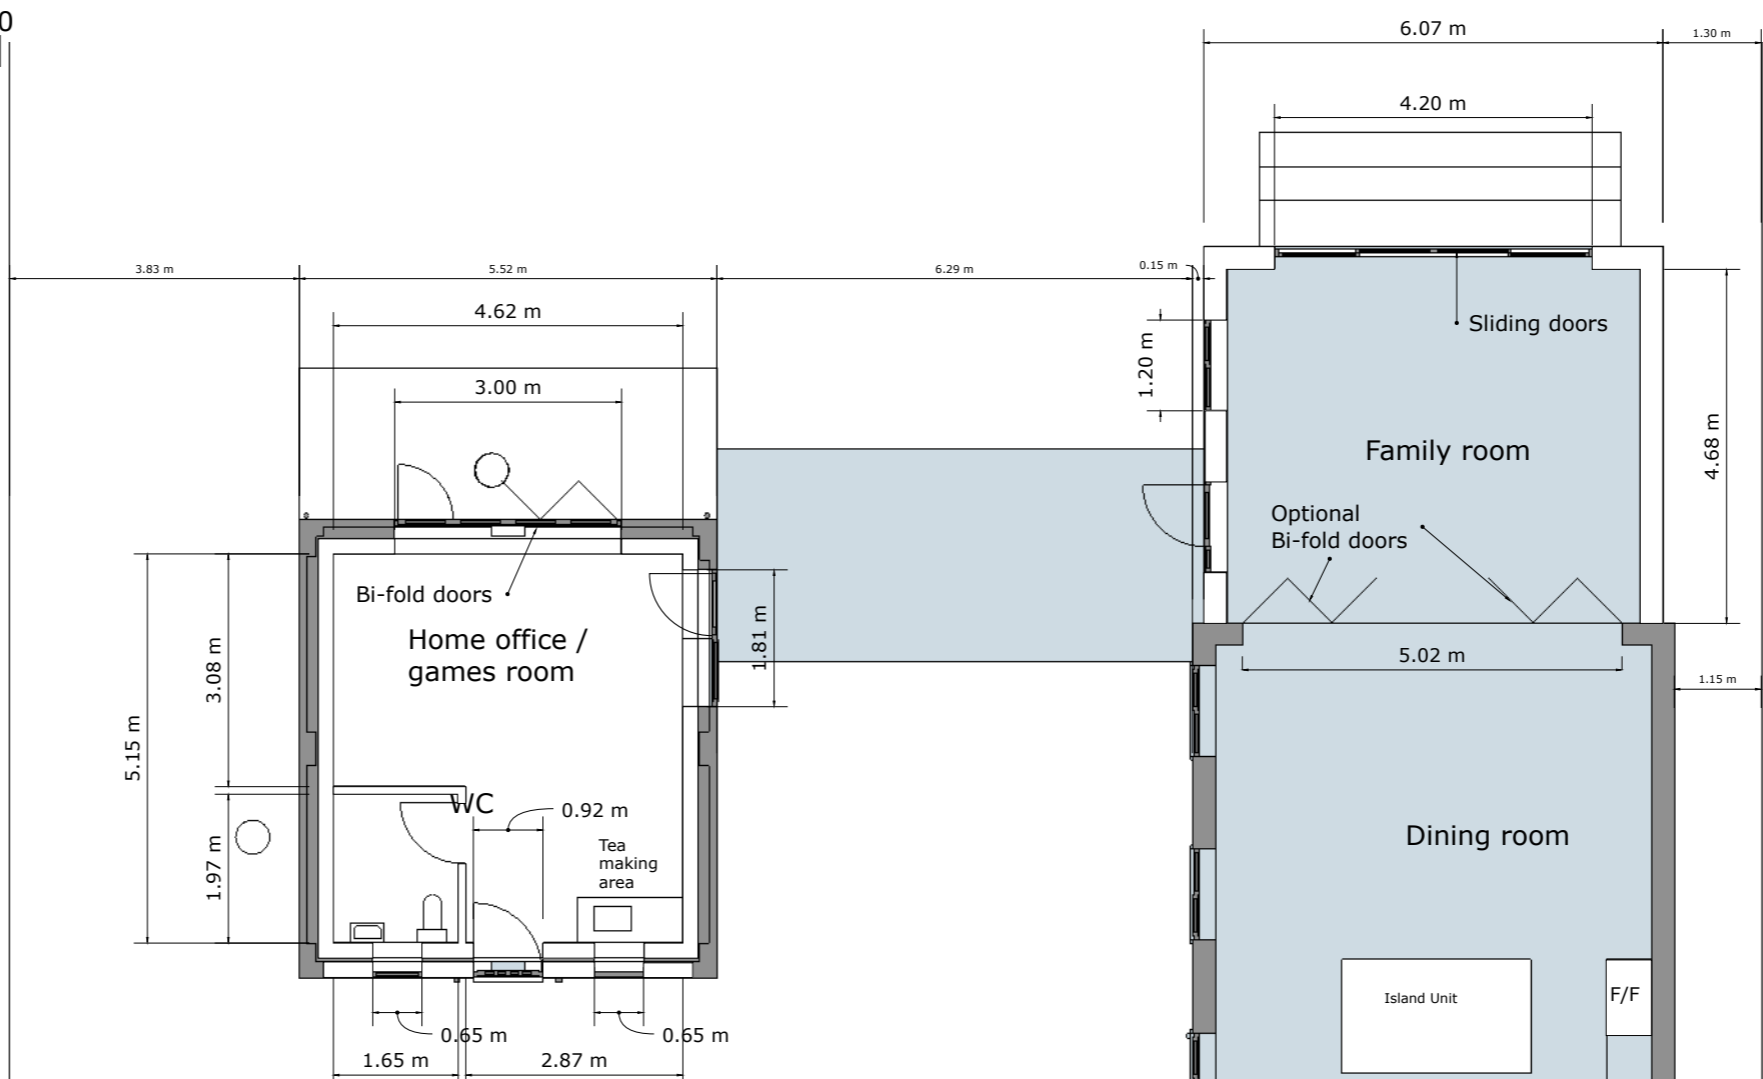 0
6.07 m
1.30 m
4.20 m
3.83 m
5.52 m
6.29 m
0.15 m
4.62 m
Sliding doors
1.20 m
3.00 m
Family room
4.68 m
Optional
Bi-fold doors
Bi-fold doors
1.81 m
Home office /
games room
3.08 m
5.02 m
1.15 m
5.15 m
WC
0.92 m
Tea
making
area
1.97 m
Dining room
Island Unit
F/F
0.65 m
0.65 m
1.65 m
2.87 m